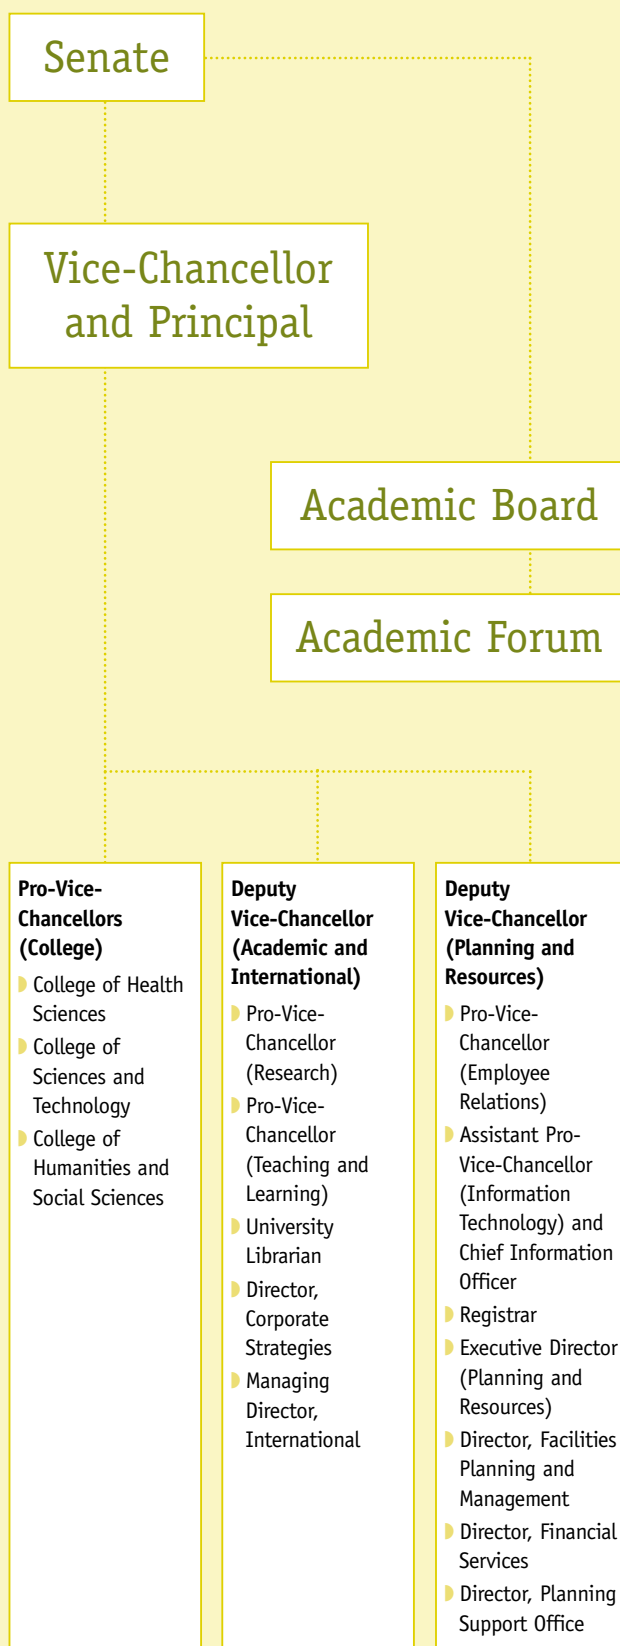 Senate
Vice-Chancellor
and Principal
Academic Board
Academic Forum
Pro-Vice-
Chancellors
(College)
College of Health
Sciences
College of
Sciences and
Technology
College of
Humanities and
Social Sciences
Deputy
Vice-Chancellor
(Academic and
International)
Pro-Vice-
Chancellor
(Research)
Pro-Vice-
Chancellor
(Teaching and
Learning)
University
Librarian
Director,
Corporate
Strategies
Managing
Director,
International
Deputy
Vice-Chancellor
(Planning and
Resources)
Pro-Vice-
Chancellor
(Employee
Relations)
Assistant Pro-
Vice-Chancellor
(Information
Technology) and
Chief Information
Officer
Registrar
Executive Director
(Planning and
Resources)
Director, Facilities
Planning and
Management
Director, Financial
Services
Director, Planning
Support Office